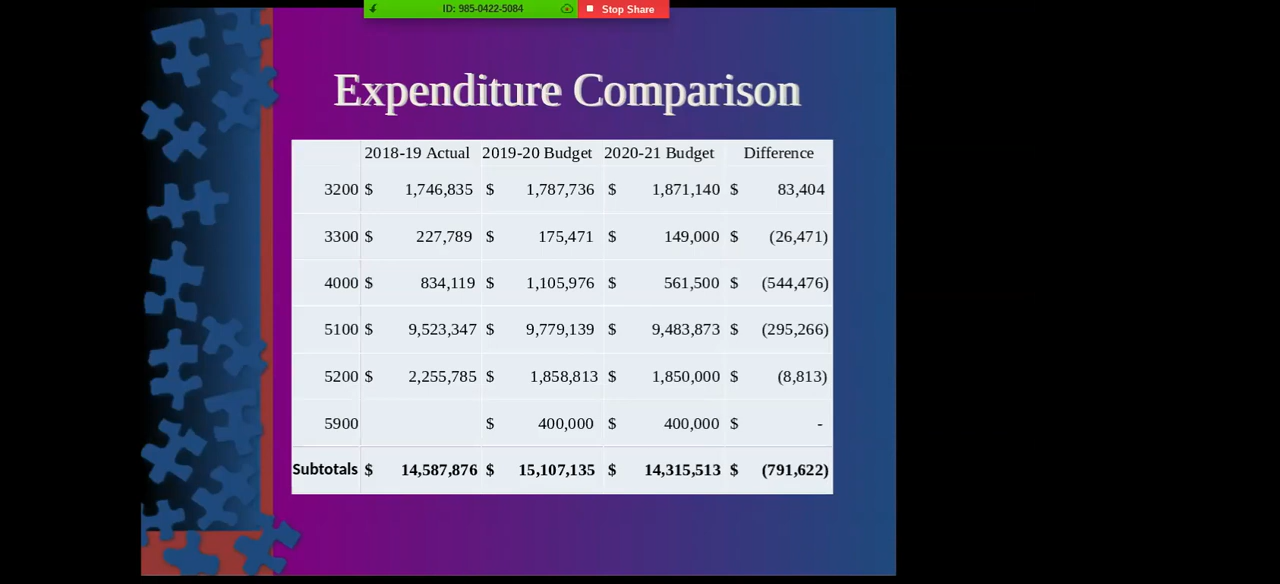 ID: 985-0422-5084 Stop Share
Expenditure Comparison
2018-19 Actual 2019-20 Budget 2020-21 Budget Difference
3200 $ 1,746,835 $ 1,787,736 $ 1,871,140 $ 83,404
3300 $ 227,789 $ 175,471 $ 149,000 $ (26,471)
4000 $ 834,119 $ 1,105,976 $ 561,500 $ (544,476)
5100 $ 9,523,347 $ 9,779,139 $ 9,483,873 $ (295,266)
5200 $ 2,255,785 $ 1,858,813 $ 1,850,000 $ (8,813)
5900 $ 400,000 $ 400,000 $ -
Subtotals $ 14,587,876 $ 15,107,135 $ 14,315,513 $ (791,622)